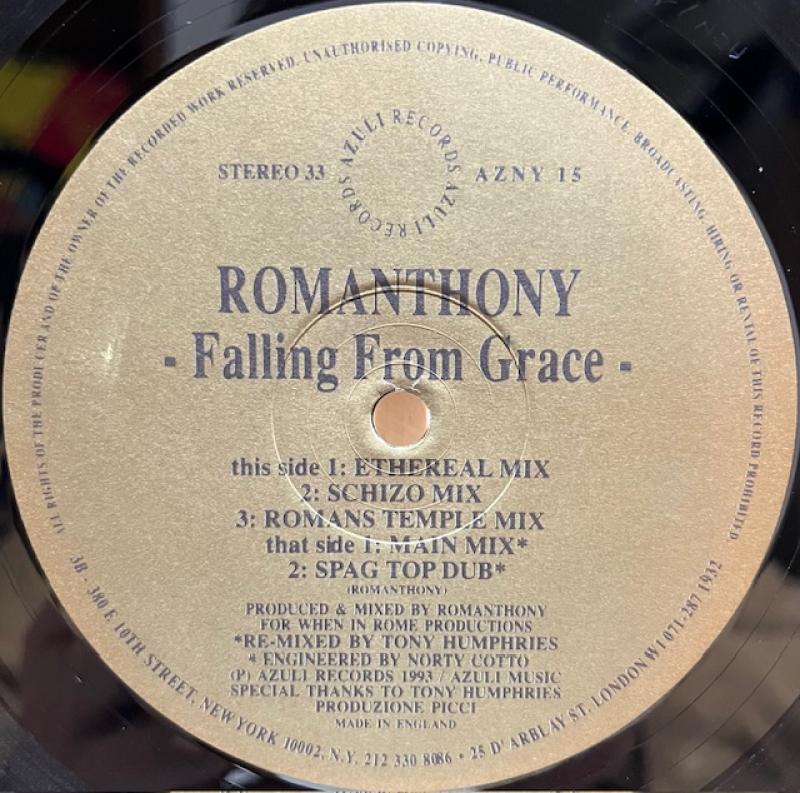 ALL RIGHTS OF THE PRODUCER AND OF THE OWNER OF THE RECORDED WORK RESERVED. UNAUTHORISED COPYING, PUBLIC PERFORMANCE, BROADCASTING, HIRING OR RENTAL OF THIS RECORD PROHIBITED.
AZULI RECORDS AZULI RECORDS
STEREO 33
AZNY 15
ROMANTHONY
- Falling From Grace -
this side 1: ETHEREAL MIX
2: SCHIZO MIX
3: ROMANS TEMPLE MIX
that side 1: MAIN MIX*
2: SPAG TOP DUB*
(ROMANTHONY)
PRODUCED & MIXED BY ROMANTHONY
FOR WHEN IN ROME PRODUCTIONS
*RE-MIXED BY TONY HUMPHRIES
* ENGINEERED BY NORTY COTTO
(P) AZULI RECORDS 1993 / AZULI MUSIC
SPECIAL THANKS TO TONY HUMPHRIES
PRODUZIONE PICCI
MADE IN ENGLAND
3B - 380 E 10TH STREET, NEW YORK 10002, N.Y. 212 330 8086 • 25 D' ARBLAY ST. LONDON W1 071-287 1932